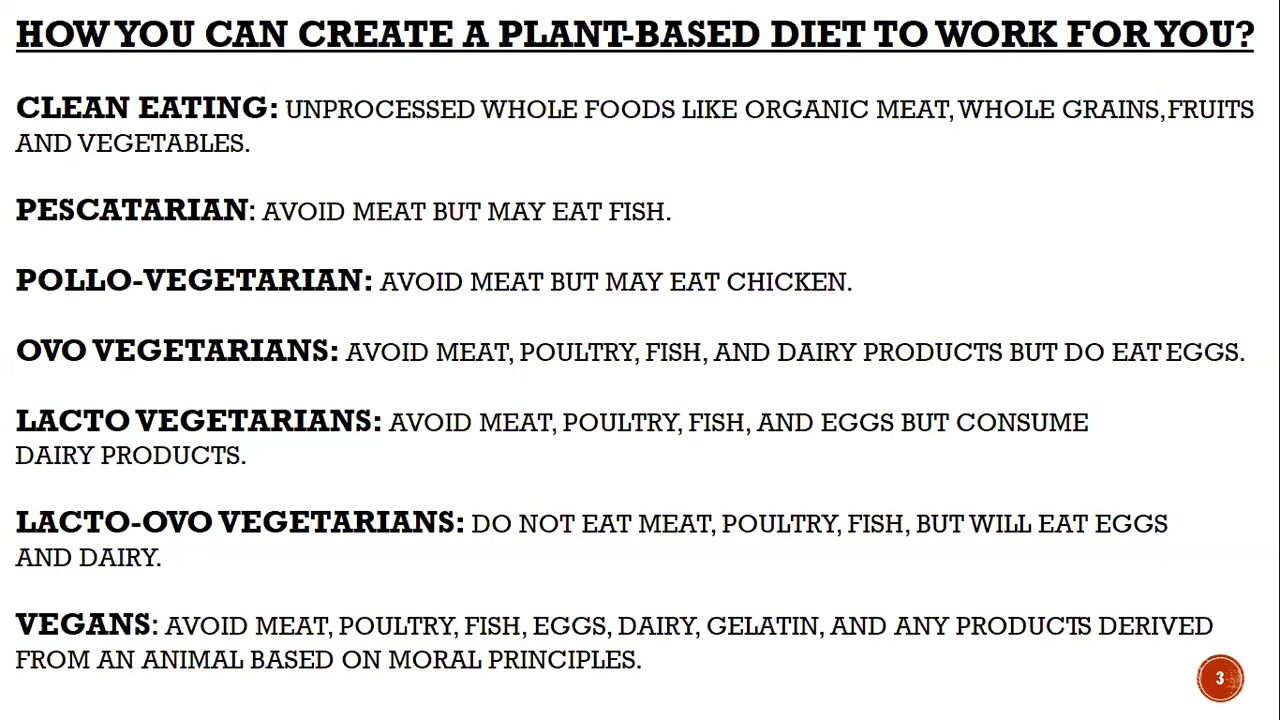 HOW YOU CAN CREATE A PLANT-BASED DIET TO WORK FOR YOU?
CLEAN EATING: UNPROCESSED WHOLE FOODS LIKE ORGANIC MEAT, WHOLE GRAINS, FRUITS
AND VEGETABLES.
PESCATARIAN: AVOID MEAT BUT MAY EAT FISH.
POLLO-VEGETARIAN: AVOID MEAT BUT MAY EAT CHICKEN.
OVO VEGETARIANS: AVOID MEAT, POULTRY, FISH, AND DAIRY PRODUCTS BUT DO EAT EGGS.
LACTO VEGETARIANS: AVOID MEAT, POULTRY, FISH, AND EGGS BUT CONSUME
DAIRY PRODUCTS.
LACTO-OVO VEGETARIANS: DO NOT EAT MEAT, POULTRY, FISH, BUT WILL EAT EGGS
AND DAIRY.
VEGANS: AVOID MEAT, POULTRY, FISH, EGGS, DAIRY, GELATIN, AND ANY PRODUCTS DERIVED
FROM AN ANIMAL BASED ON MORAL PRINCIPLES.
3